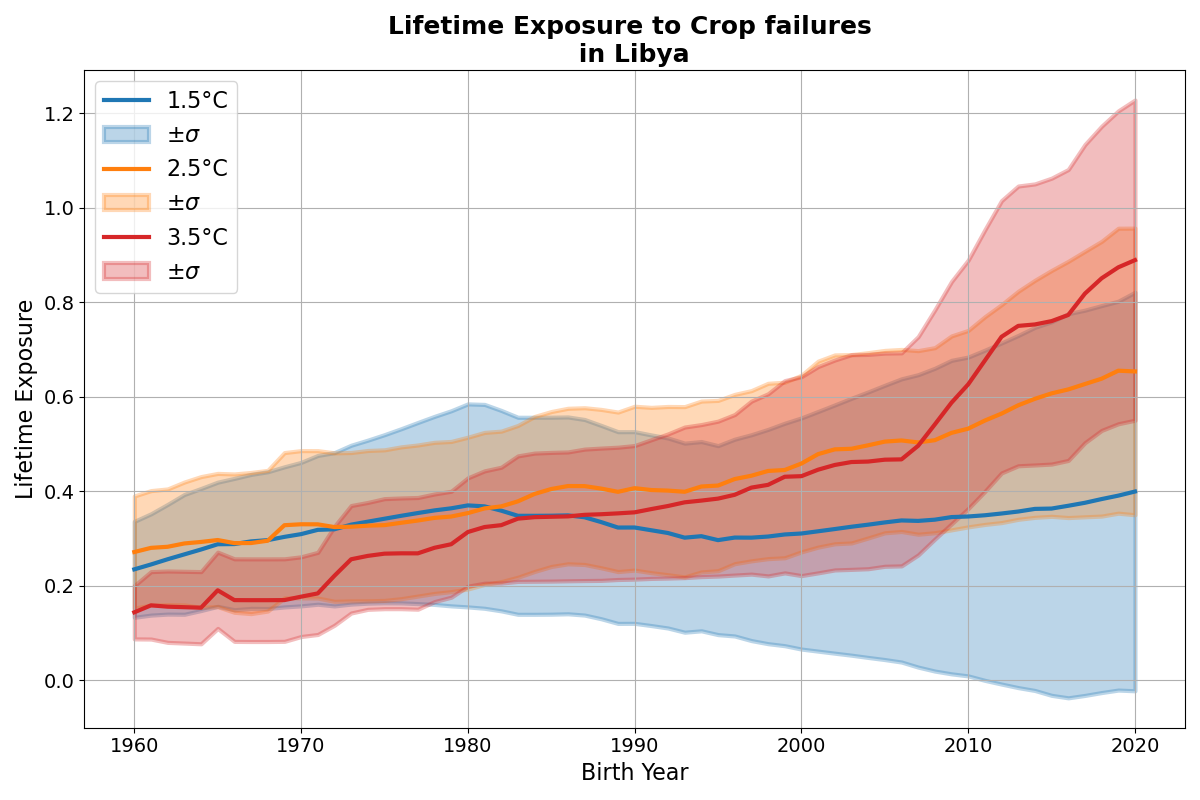 Lifetime Exposure to Crop failures
in Libya
1.5°C
±σ
2.5°C
±σ
3.5°C
±σ
Lifetime Exposure
1.2
1.0
0.8
0.6
0.4
0.2
0.0
1960 1970 1980 1990 2000 2010 2020
Birth Year